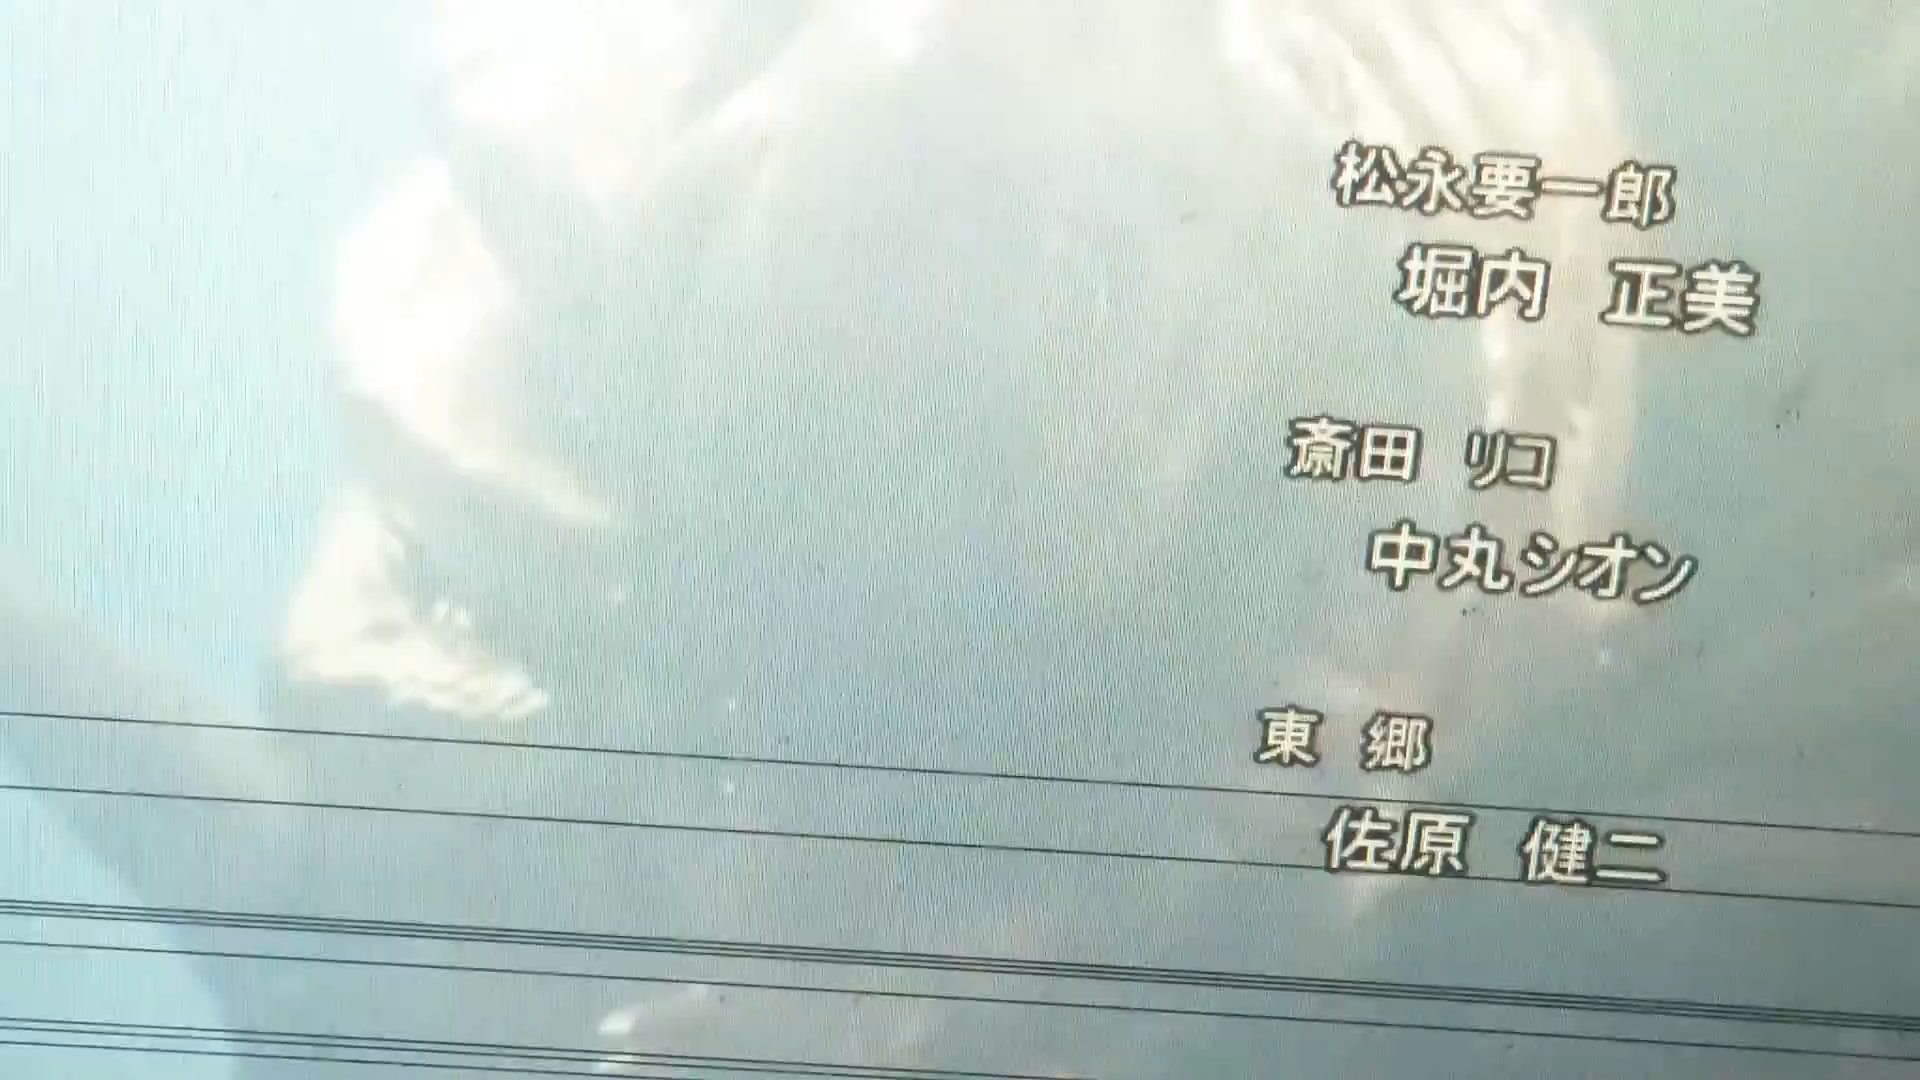 松永要一郎
堀内 正美
斎田 リコ
中丸シオン
東 郷
佐原 健二